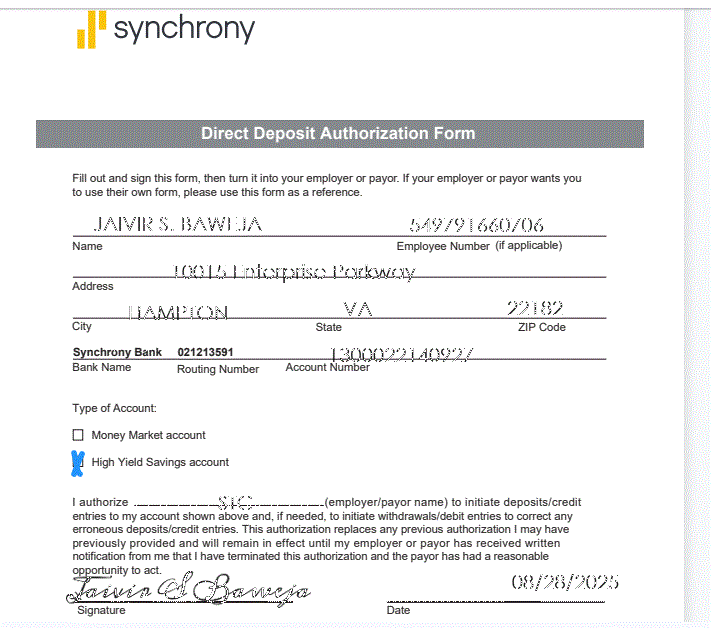 synchrony
Direct Deposit Authorization Form
Fill out and sign this form, then turn it into your employer or payor. If your employer or payor wants you
to use their own form, please use this form as a reference.
JAIVIR S. BAWEJA 549791660706
Name Employee Number (if applicable)
10015 Enterprise Parkway
Address
HAMPTON VA 22182
City State ZIP Code
Synchrony Bank 021213591 1300022140927
Bank Name Routing Number Account Number
Type of Account:
Money Market account
High Yield Savings account
I authorize STC (employer/payor name) to initiate deposits/credit
entries to my account shown above and, if needed, to initiate withdrawals/debit entries to correct any
erroneous deposits/credit entries. This authorization replaces any previous authorization I may have
previously provided and will remain in effect until my employer or payor has received written
notification from me that I have terminated this authorization and the payor has had a reasonable
opportunity to act.
Jaivir S Baweja 08/28/2025
Signature Date